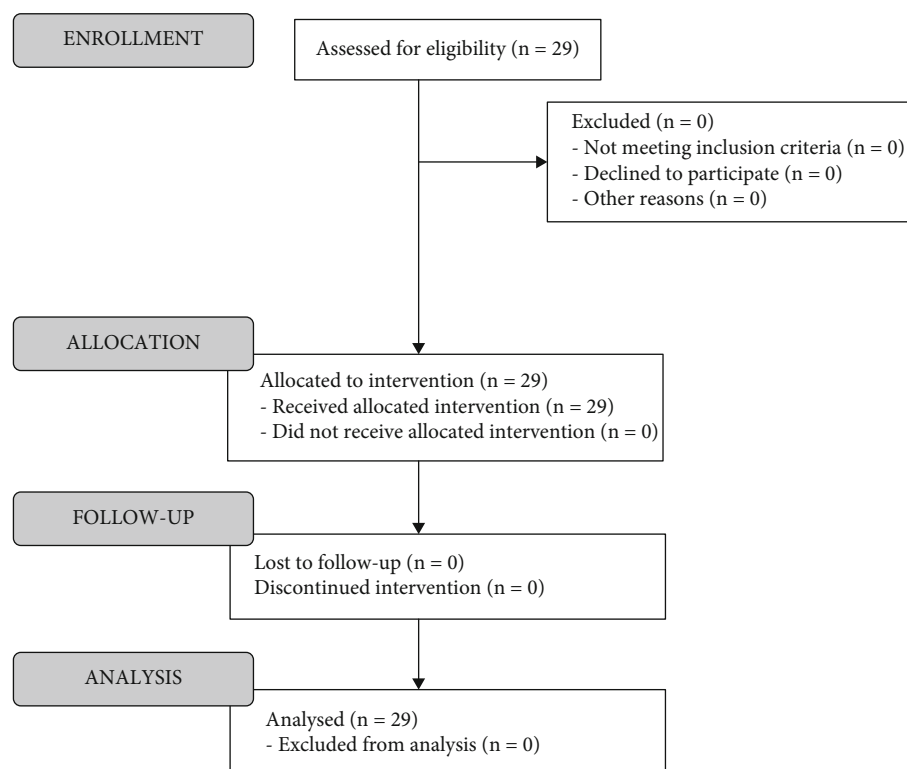 ENROLLMENT
Assessed for eligibility (n = 29)
Excluded (n = 0)
- Not meeting inclusion criteria (n = 0)
- Declined to participate (n = 0)
- Other reasons (n = 0)
ALLOCATION
Allocated to intervention (n = 29)
- Received allocated intervention (n = 29)
- Did not receive allocated intervention (n = 0)
FOLLOW-UP
Lost to follow-up (n = 0)
Discontinued intervention (n = 0)
ANALYSIS
Analysed (n = 29)
- Excluded from analysis (n = 0)